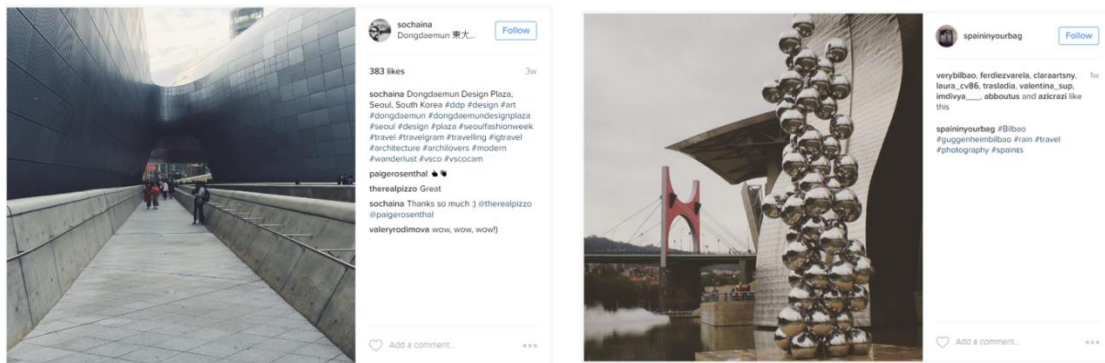 sochaina
Dongdaemun 東大...
Follow
383 likes
3w
sochaina Dongdaemun Design Plaza,
Seoul, South Korea #ddp #design #art
#dongdaemun #dongdaemundesignplaza
#seoul #design #plaza #seoulfashionweek
#travel #travelgram #travelling #igtravel
#architecture #archilovers #modern
#wanderlust #vsco #vscocam
paigerosenthal
therealpizzo Great
sochaina Thanks so much :) @therealpizzo
@paigerosenthal
valeryrodimova wow, wow, wow!)
Add a comment...
spaininyourbag
Follow
verybilbao, ferdiezvarela, claraartsny,
1w
laura_cv86, trasladia, valentina_sup,
imdivya___, abboutus and azicrazi like
this
spaininyourbag #Bilbao
#guggenheimbilbao #rain #travel
#photography #spaints
Add a comment...